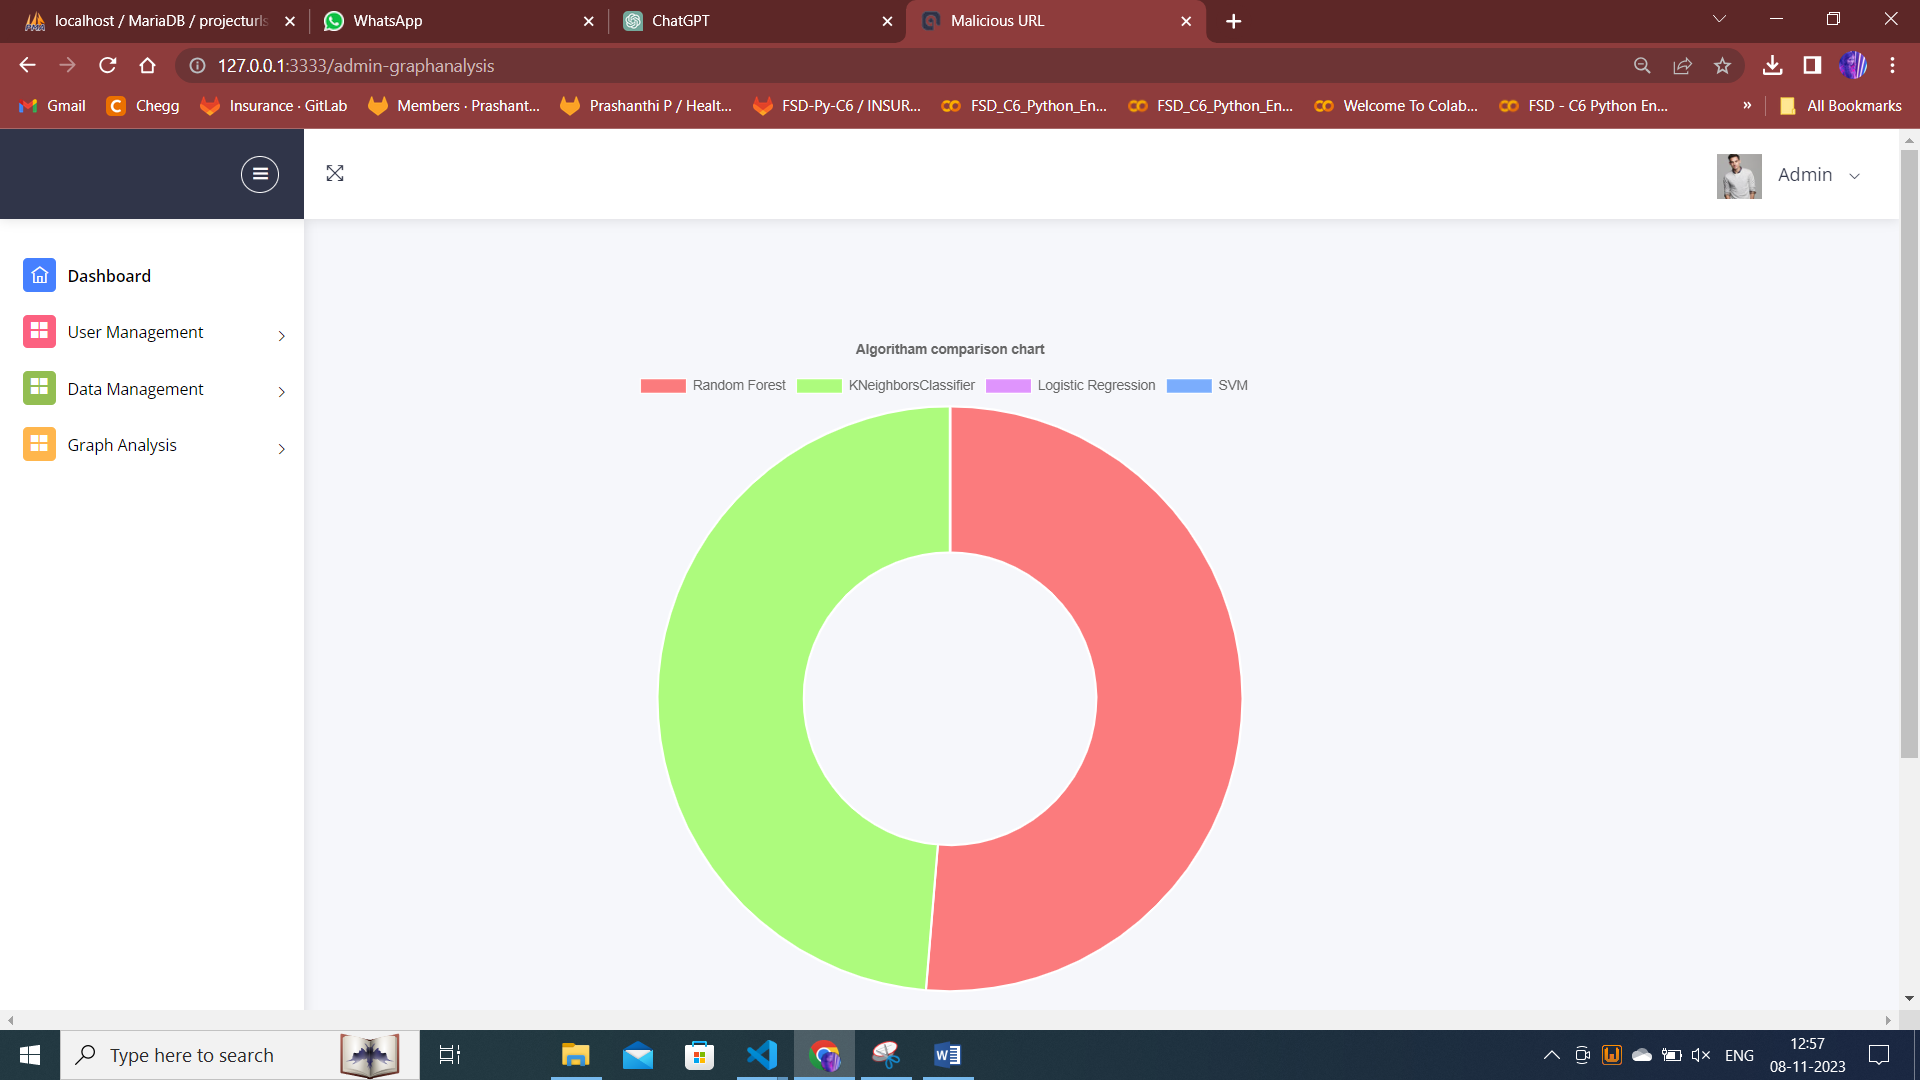 localhost / MariaDB / projecturls
WhatsApp
ChatGPT
Malicious URL
127.0.0.1:3333/admin-graphanalysis
Gmail
Chegg
Insurance · GitLab
Members · Prashant...
Prashanthi P / Healt...
FSD-Py-C6 / INSUR...
FSD_C6_Python_En...
FSD_C6_Python_En...
Welcome To Colab...
FSD - C6 Python En...
»
All Bookmarks
Admin
Dashboard
User Management
Data Management
Graph Analysis
Algoritham comparison chart
Random Forest
KNeighborsClassifier
Logistic Regression
SVM
Type here to search
ENG
12:57
08-11-2023